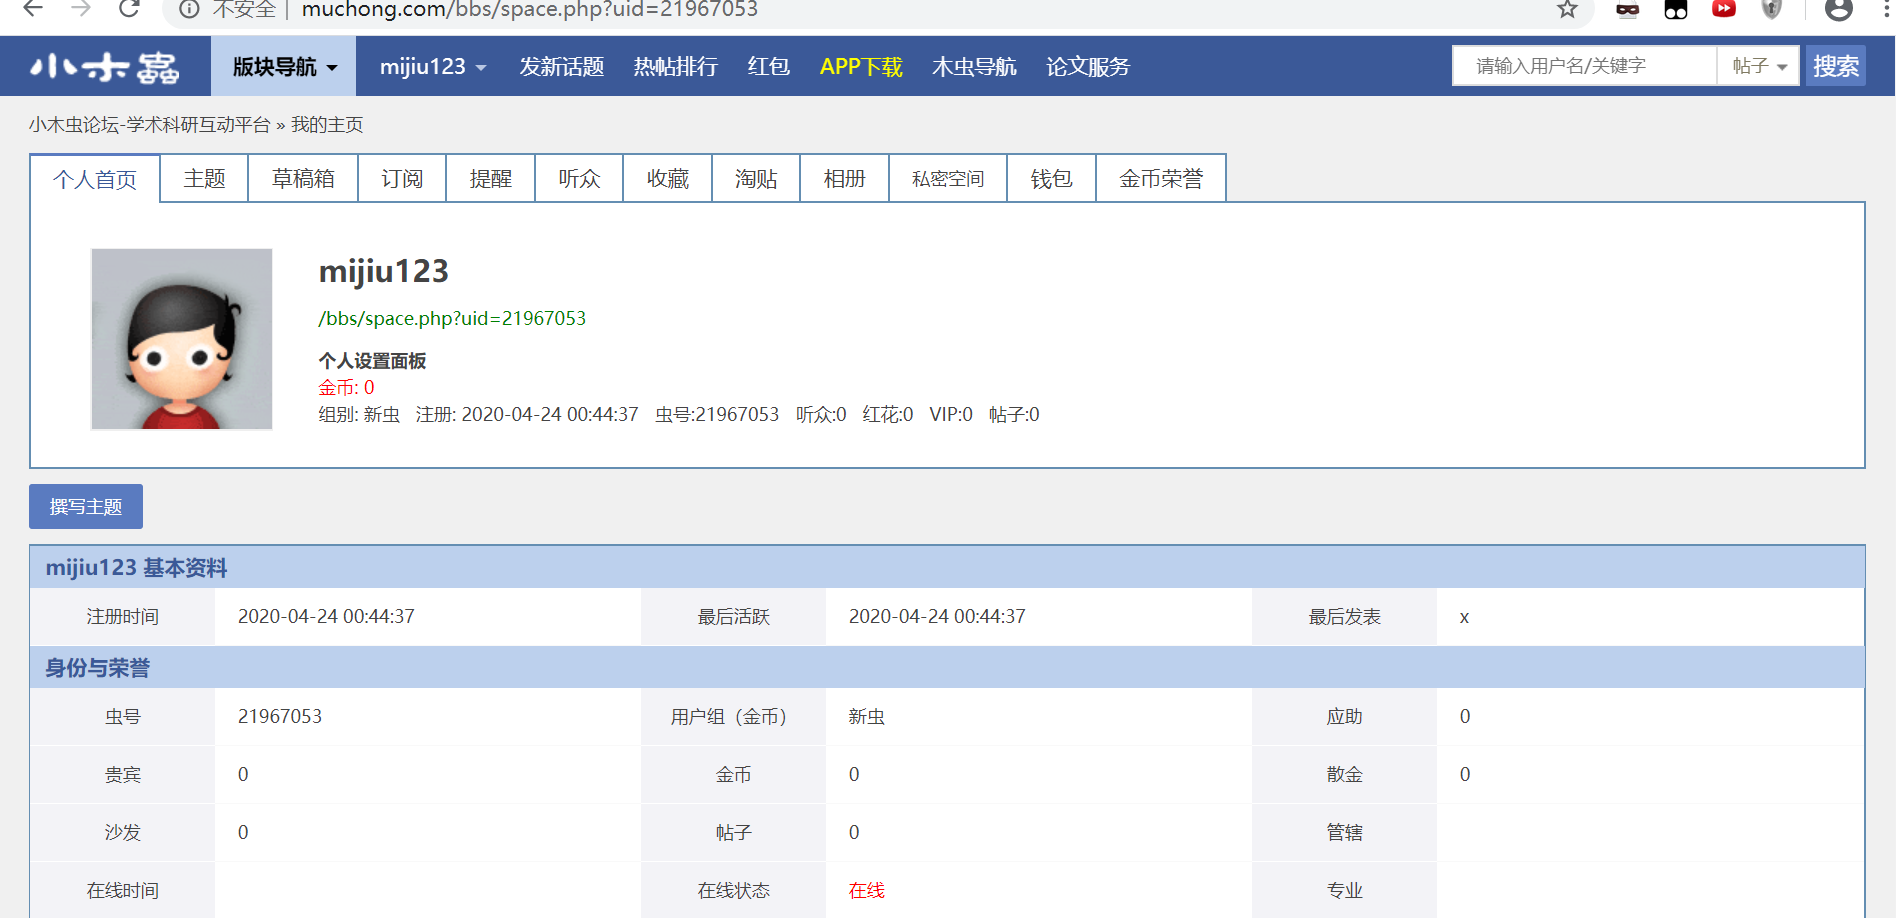 不安全 | muchong.com/bbs/space.php?uid=21967053
小木蟲 版块导航 mijiu123 发新话题 热帖排行 红包 APP下载 木虫导航 论文服务 请输入用户名/关键字 帖子 搜索
小木虫论坛-学术科研互动平台 » 我的主页
个人首页 主题 草稿箱 订阅 提醒 听众 收藏 淘贴 相册 私密空间 钱包 金币荣誉
mijiu123
/bbs/space.php?uid=21967053
个人设置面板
金币: 0
组别: 新虫 注册: 2020-04-24 00:44:37 虫号:21967053 听众:0 红花:0 VIP:0 帖子:0
撰写主题
mijiu123 基本资料
注册时间 2020-04-24 00:44:37 最后活跃 2020-04-24 00:44:37 最后发表 x
身份与荣誉
虫号 21967053 用户组（金币） 新虫 应助 0
贵宾 0 金币 0 散金 0
沙发 0 帖子 0 管辖
在线时间 在线状态 在线 专业